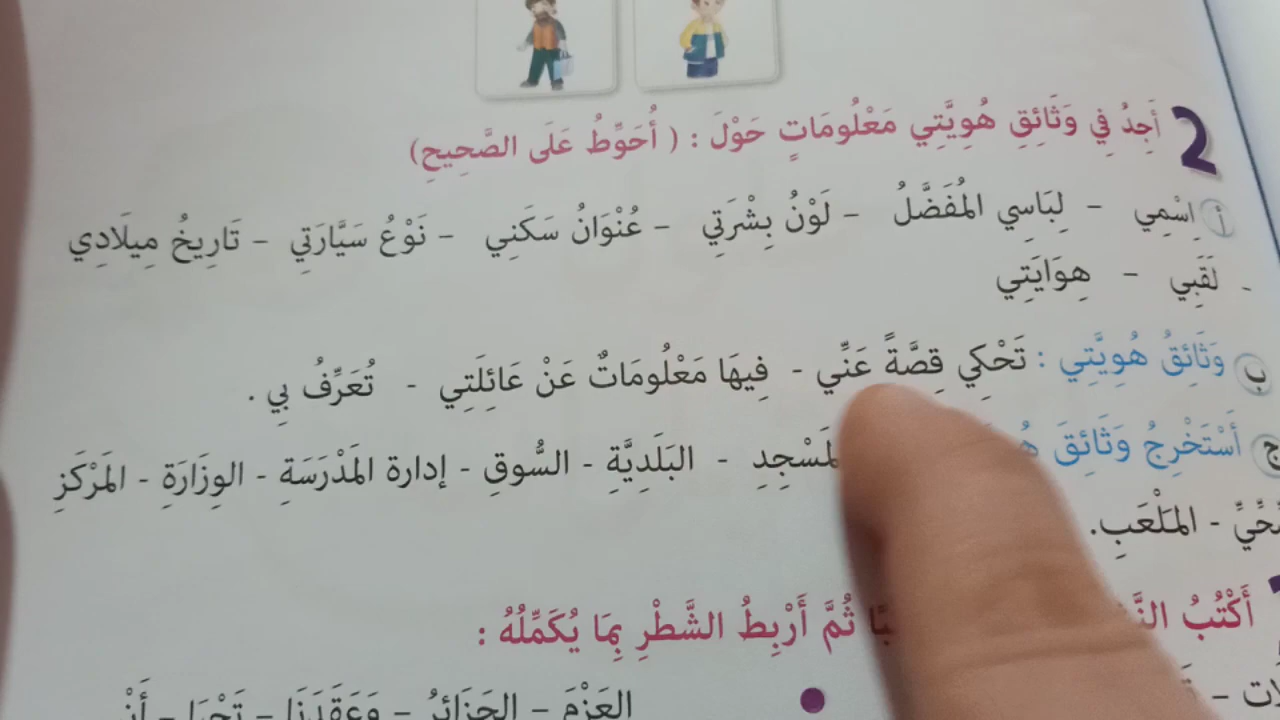 2 أَجِدُ فِي وَثَائِقِ هُوِيَّتِي مَعْلُومَاتٍ حَوْلَ : ( أُحَوِّطُ عَلَى الصَّحِيحِ)
أ اِسْمِي - لِبَاسِي المُفَضَّلُ - لَوْنُ بِشْرَتِي - عُنْوَانُ سَكَنِي - نَوْعُ سَيَّارَتِي - تَارِيخُ مِيلَادِي
- لَقَبِي - هِوَايَتِي
ب وَثَائِقُ هُوِيَّتِي : تَحْكِي قِصَّةً عَنِّي - فِيهَا مَعْلُومَاتٌ عَنْ عَائِلَتِي - تُعَرِّفُ بِي .
ج أَسْتَخْرِجُ وَثَائِقَ المَسْجِدِ - البَلَدِيَّةِ - السُّوقِ - إدارة المَدْرَسَةِ - الوِزَارَةِ - المَرْكَزِ
- المَلْعَبِ.
أَكْتُبُ ثُمَّ أَرْبِطُ الشَّطْرِ بِمَا يُكَمِّلُهُ :
العَزْمَ - الجَزَائِرُ - وَعَقَدَنَا - تَحْيَا - أَنْ